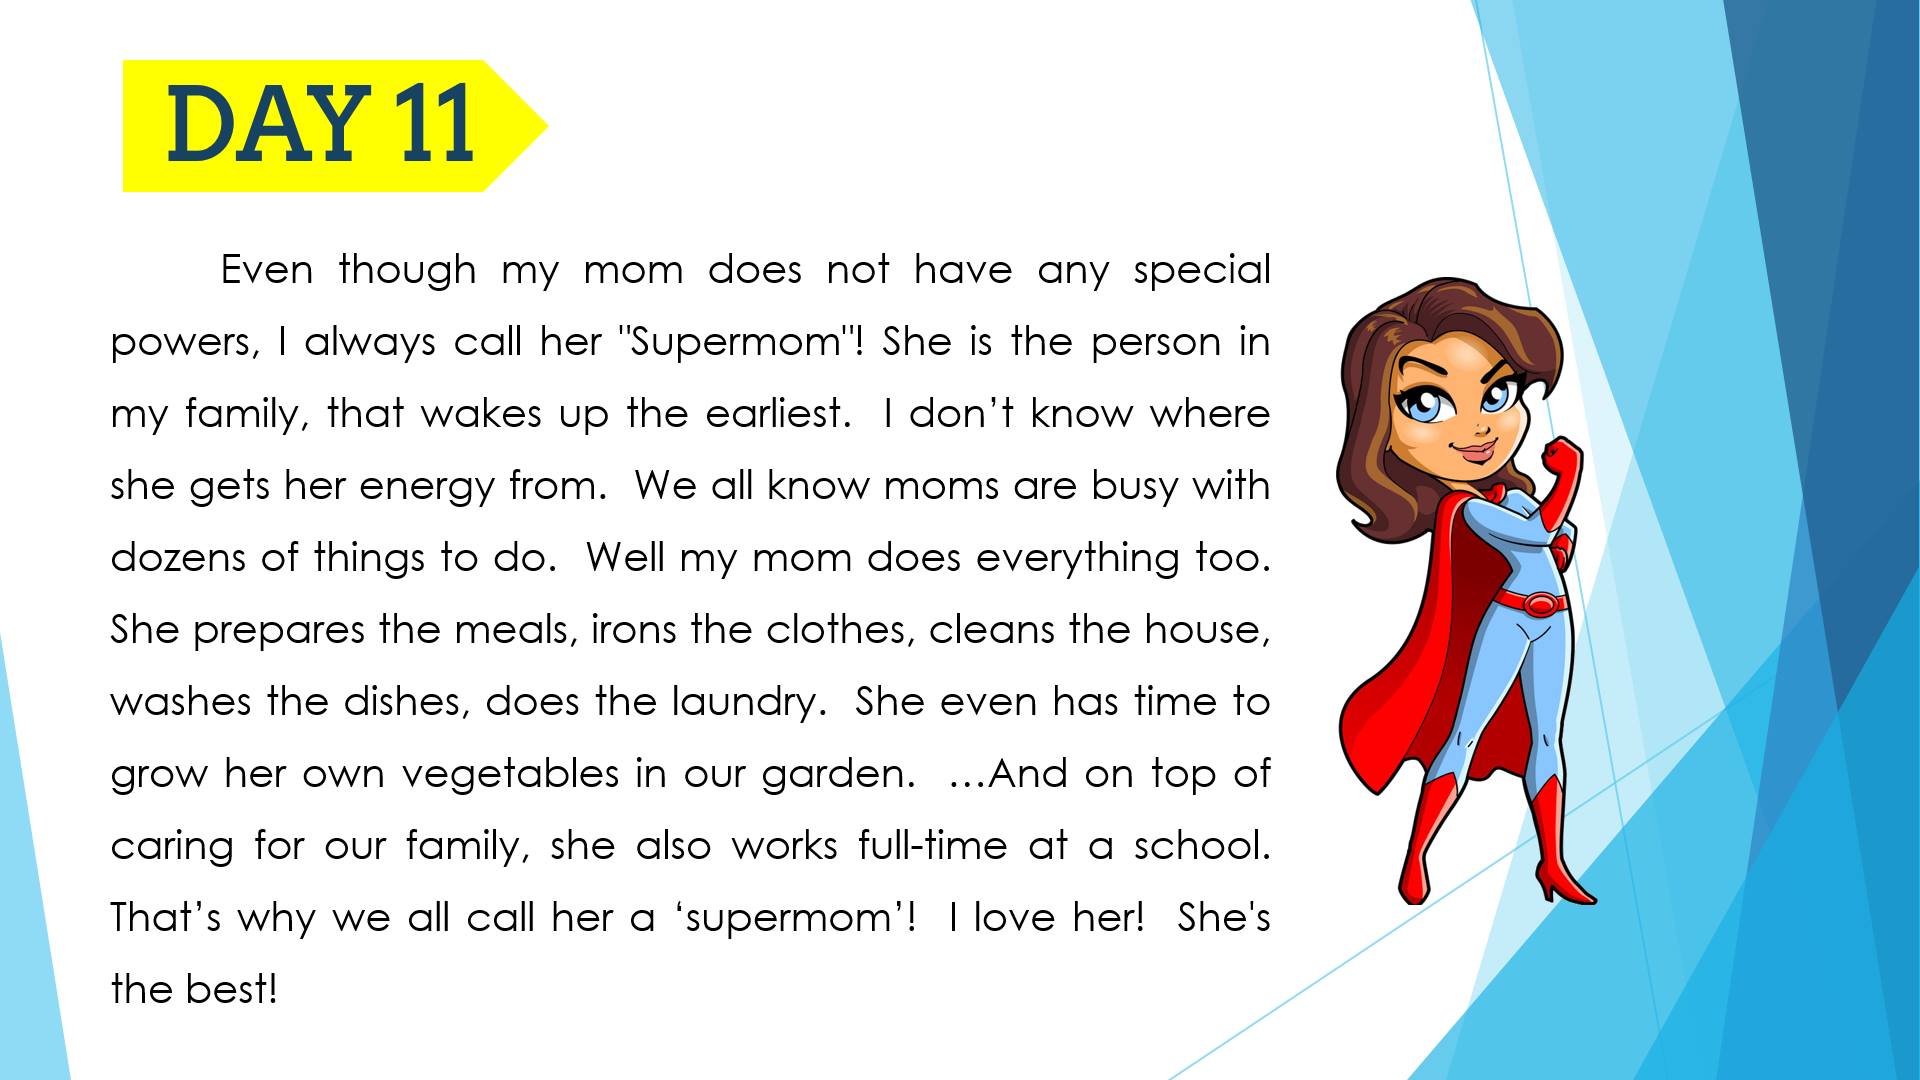 DAY 11
Even though my mom does not have any special
powers, I always call her "Supermom"! She is the person in
my family, that wakes up the earliest.  I don’t know where
she gets her energy from.  We all know moms are busy with
dozens of things to do.  Well my mom does everything too.
She prepares the meals, irons the clothes, cleans the house,
washes the dishes, does the laundry.  She even has time to
grow her own vegetables in our garden.  …And on top of
caring for our family, she also works full-time at a school.
That’s why we all call her a ‘supermom’!  I love her!  She's
the best!